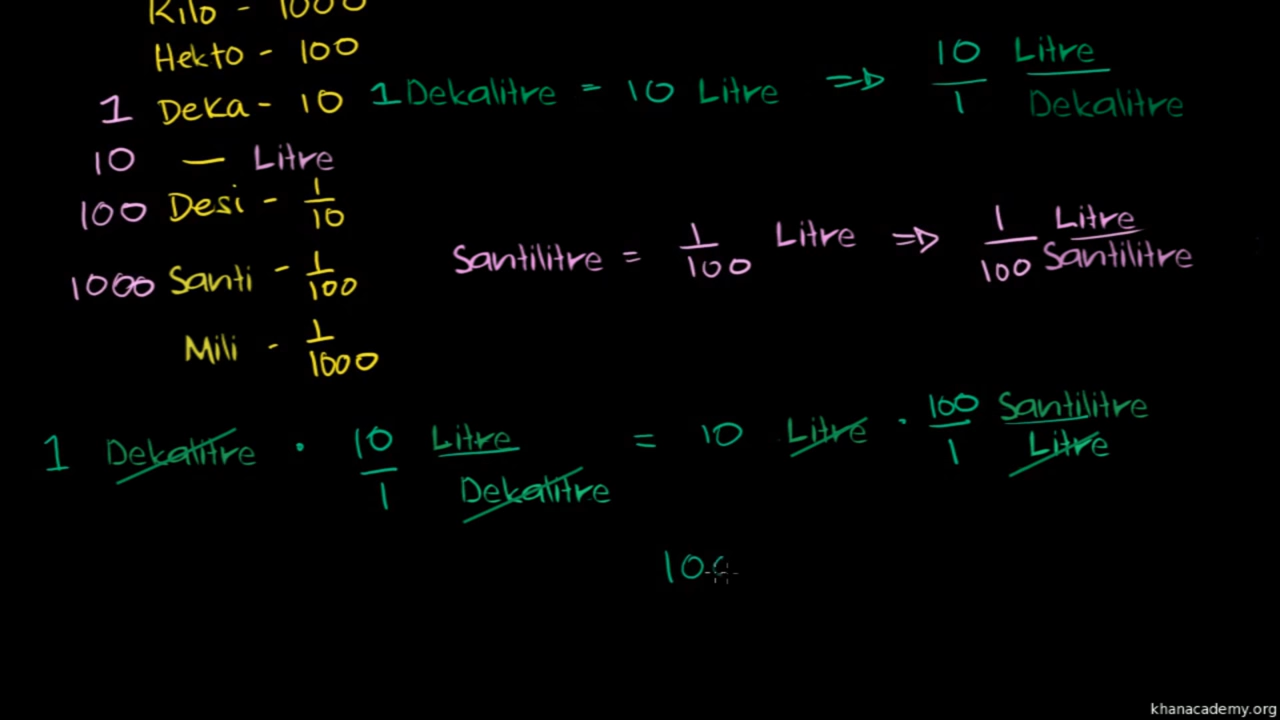 Kilo - 1000
Hekto - 100
1 Deka - 10
10 — Litre
100 Desi - 1/10
1000 Santi - 1/100
Mili - 1/1000
1 Dekalitre = 10 Litre ⇒ 10/1 Litre/Dekalitre
Santilitre = 1/100 Litre ⇒ 1/100 Litre/Santilitre
1 Dekalitre · 10/1 Litre/Dekalitre = 10 Litre · 100/1 Santilitre/Litre
100
khanacademy.org